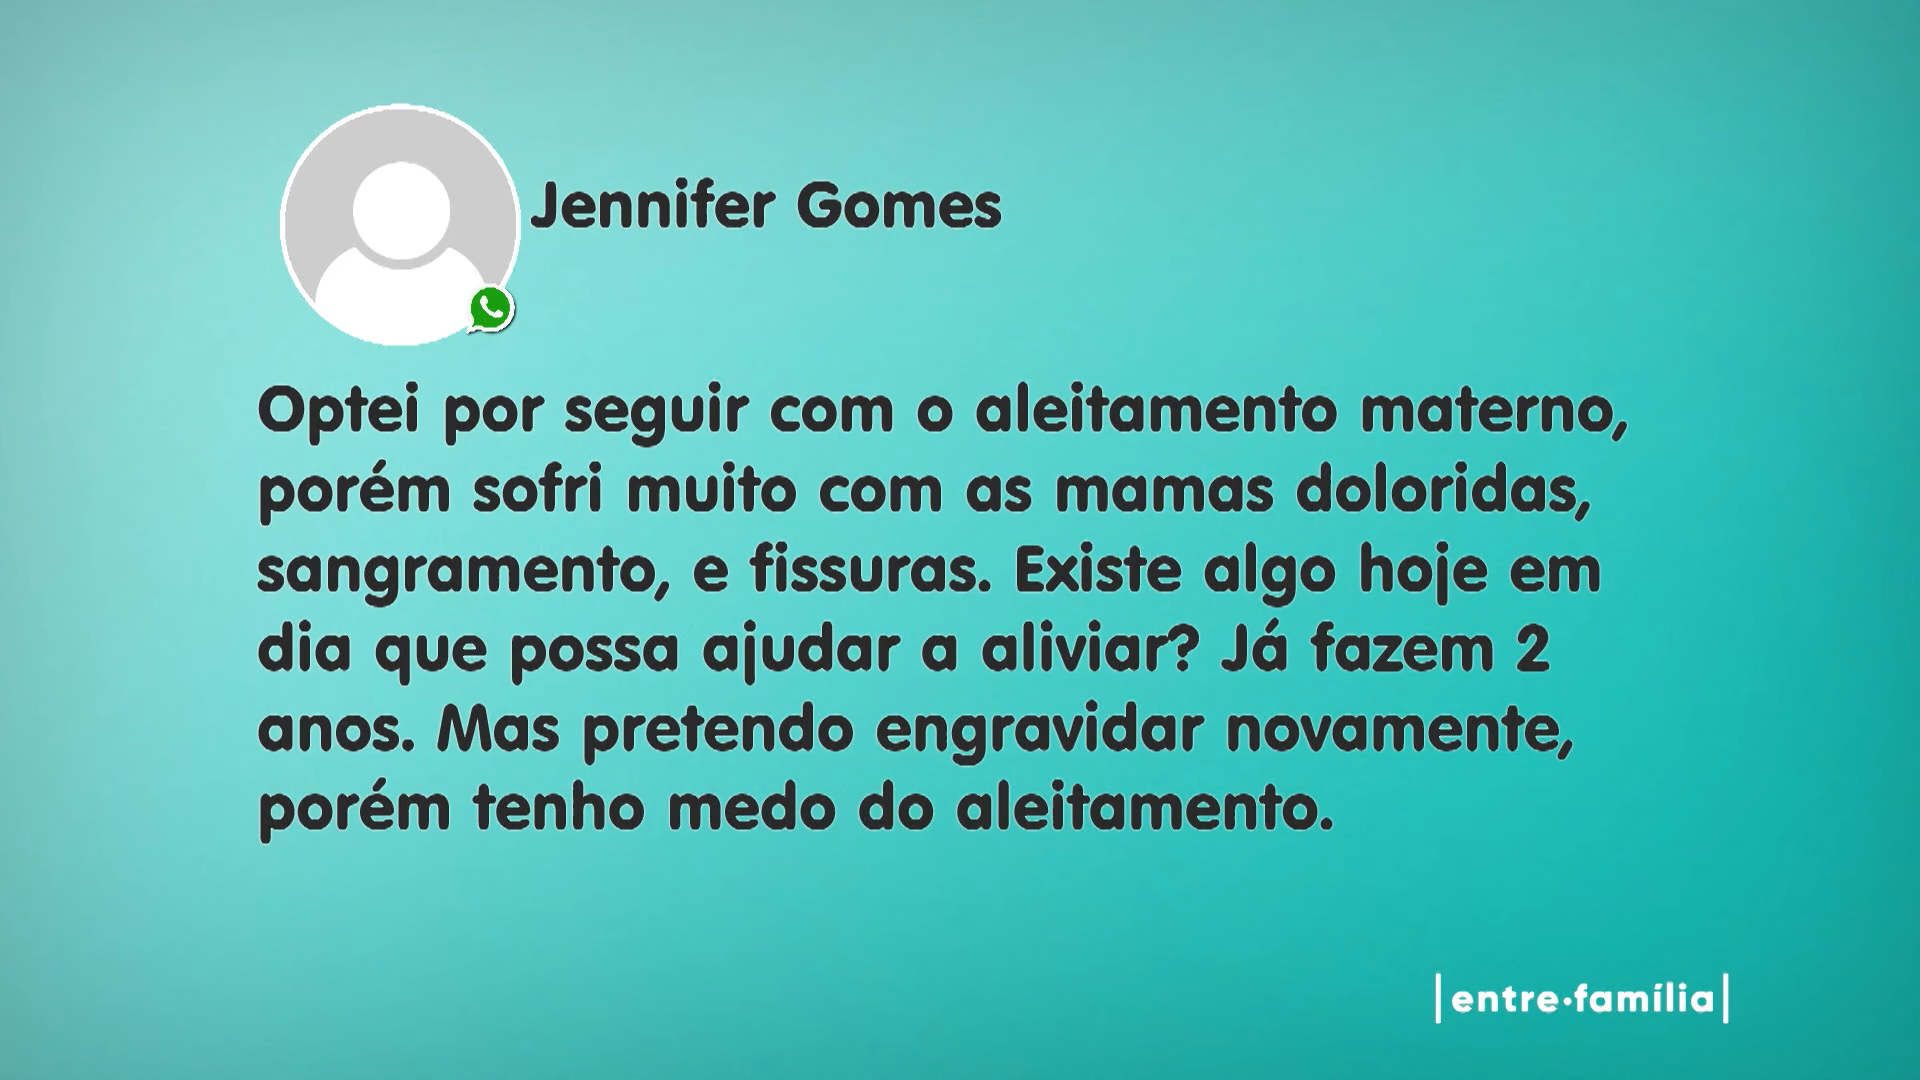 Jennifer Gomes
Optei por seguir com o aleitamento materno,
porém sofri muito com as mamas doloridas,
sangramento, e fissuras. Existe algo hoje em
dia que possa ajudar a aliviar? Já fazem 2
anos. Mas pretendo engravidar novamente,
porém tenho medo do aleitamento.
|entre•família|